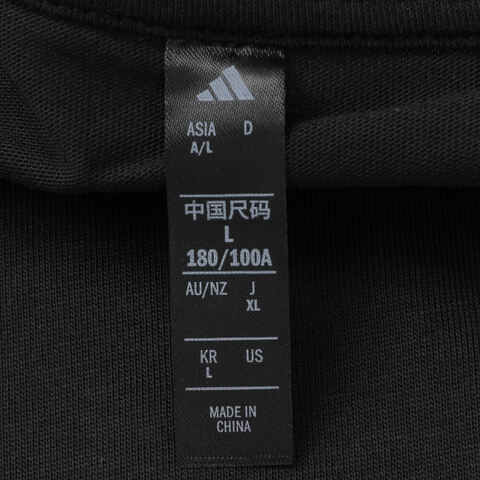 ASIA D
A/L
中国尺码
L
180/100A
AU/NZ J
XL
KR US
L
MADE IN
CHINA